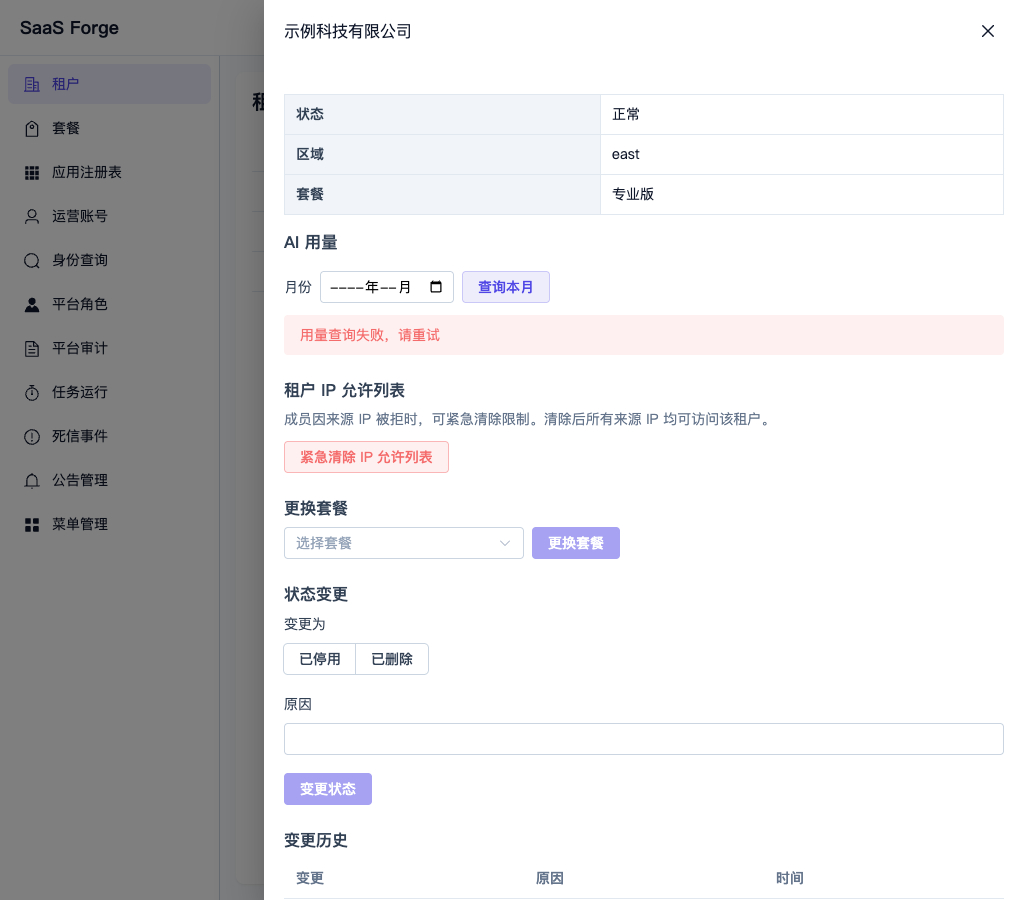 SaaS Forge
租户
套餐
应用注册表
运营账号
身份查询
平台角色
平台审计
任务运行
死信事件
公告管理
菜单管理
示例科技有限公司
状态 正常
区域 east
套餐 专业版
AI 用量
月份 ----年--月 查询本月
用量查询失败，请重试
租户 IP 允许列表
成员因来源 IP 被拒时，可紧急清除限制。清除后所有来源 IP 均可访问该租户。
紧急清除 IP 允许列表
更换套餐
选择套餐 更换套餐
状态变更
变更为
已停用 已删除
原因
变更状态
变更历史
变更 原因 时间